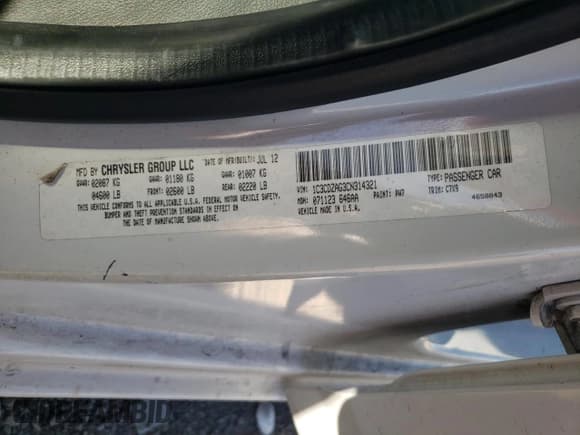 MFD BY CHRYSLER GROUP LLC DATE OF MFR JUL 12
GVWR: 02087 KG GAWR: 01180 KG GAWR: 01007 KG
04600 LB FRONT: 02600 LB REAR: 02220 LB
THIS VEHICLE CONFORMS TO ALL APPLICABLE FEDERAL MOTOR VEHICLE SAFETY,
BUMPER AND THEFT PREVENTION STANDARDS IN EFFECT ON
THE DATE OF MANUFACTURE SHOWN ABOVE.
VIN: 1C3CDZAG3CN314321 TYPE: PASSENGER CAR
MDH: 071123 646AA PAINT: PW7 TRIM: C7V9
MADE IN U.S.A. 4658843
IDEEAMBID